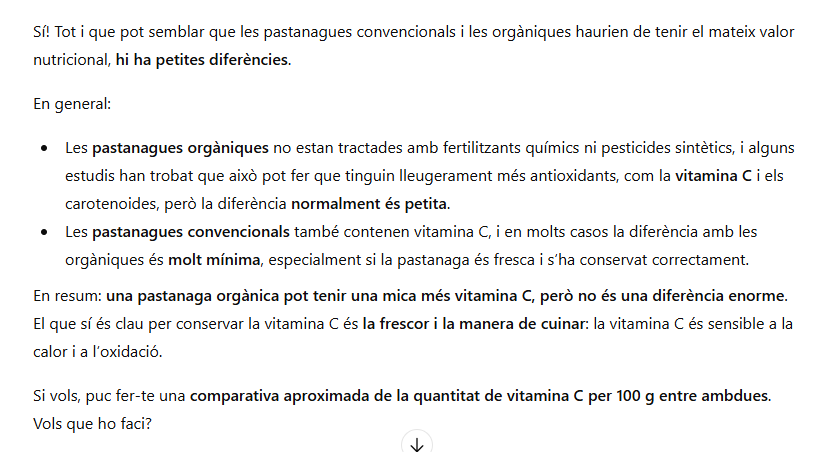 Sí! Tot i que pot semblar que les pastanagues convencionals i les orgàniques haurien de tenir el mateix valor
nutricional, hi ha petites diferències.
En general:
• Les pastanagues orgàniques no estan tractades amb fertilitzants químics ni pesticides sintètics, i alguns
estudis han trobat que això pot fer que tinguin lleugerament més antioxidants, com la vitamina C i els
carotenoides, però la diferència normalment és petita.
• Les pastanagues convencionals també contenen vitamina C, i en molts casos la diferència amb les
orgàniques és molt mínima, especialment si la pastanaga és fresca i s’ha conservat correctament.
En resum: una pastanaga orgànica pot tenir una mica més vitamina C, però no és una diferència enorme.
El que sí és clau per conservar la vitamina C és la frescor i la manera de cuinar: la vitamina C és sensible a la
calor i a l’oxidació.
Si vols, puc fer-te una comparativa aproximada de la quantitat de vitamina C per 100 g entre ambdues.
Vols que ho faci?